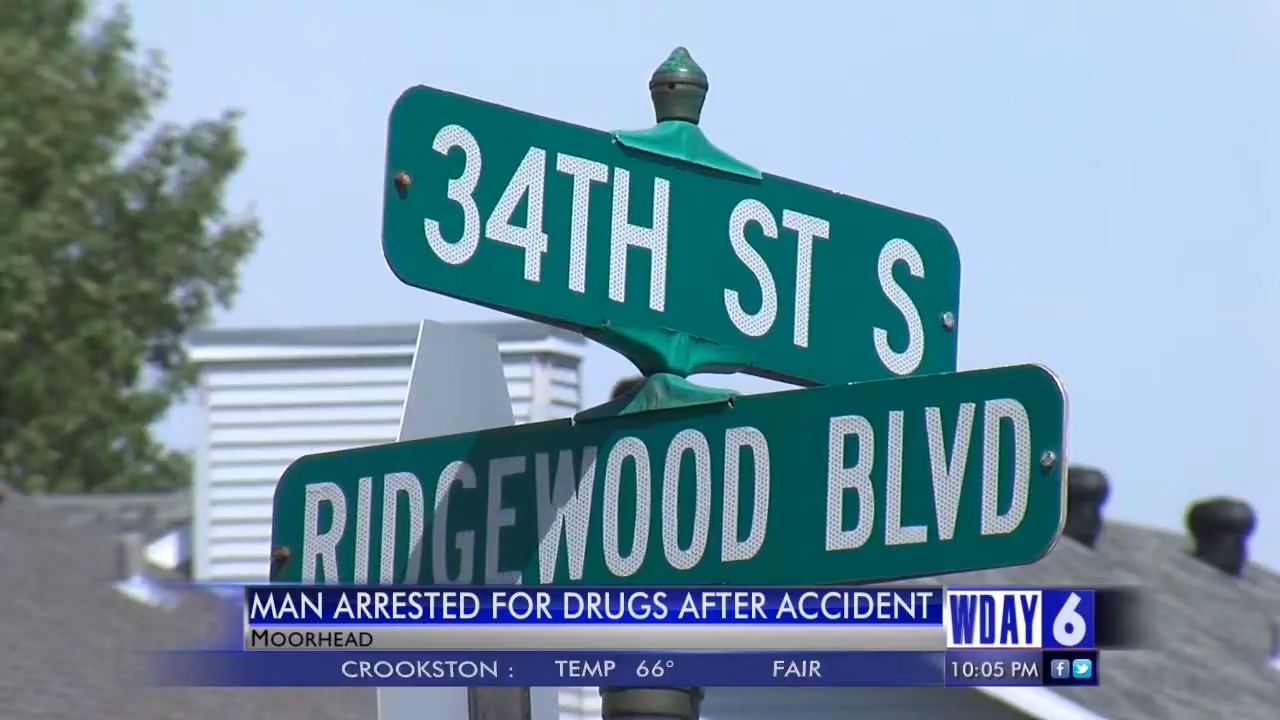 34TH ST S
RIDGEWOOD BLVD
MAN ARRESTED FOR DRUGS AFTER ACCIDENT
MOORHEAD
WDAY 6
CROOKSTON : TEMP 66° FAIR
10:05 PM